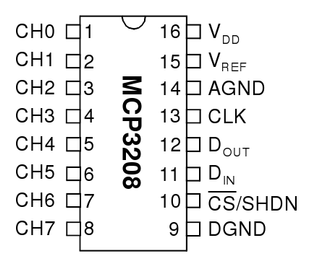 CH0 1 16 VDD
CH1 2 15 VREF
CH2 3 14 AGND
CH3 4 13 CLK
CH4 5 12 DOUT
CH5 6 11 DIN
CH6 7 10 CS/SHDN
CH7 8 9 DGND
MCP3208